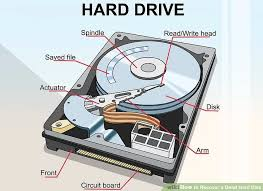 HARD DRIVE
Spindle
Read/Write head
Saved file
Actuator
Disk
Arm
Front
Circuit board
wikiHow to Recover a Dead Hard Disk